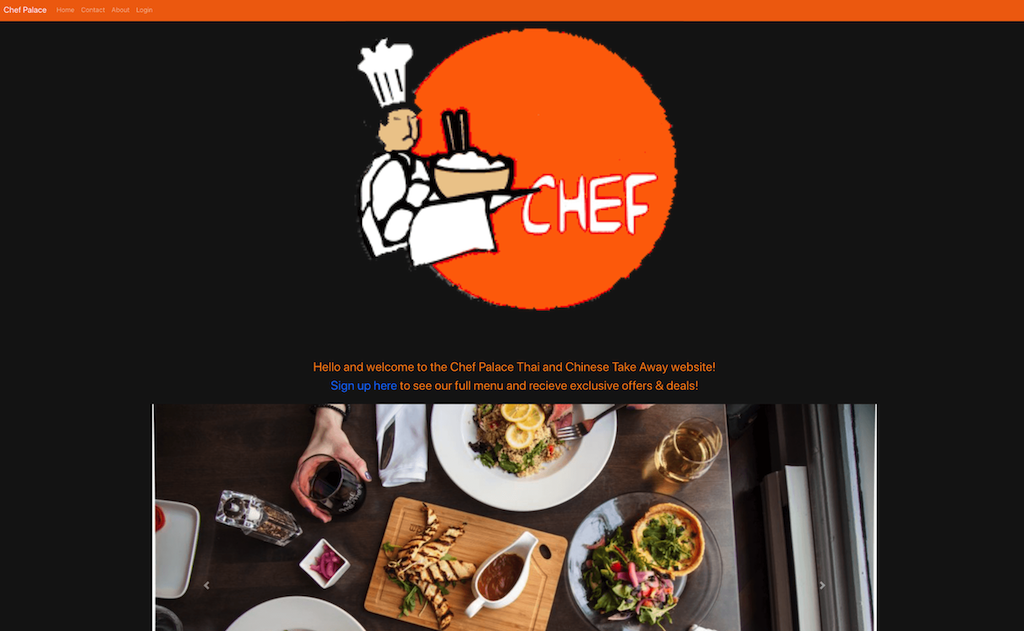 Chef Palace Home Contact About Login
CHEF
Hello and welcome to the Chef Palace Thai and Chinese Take Away website!
Sign up here to see our full menu and recieve exclusive offers & deals!